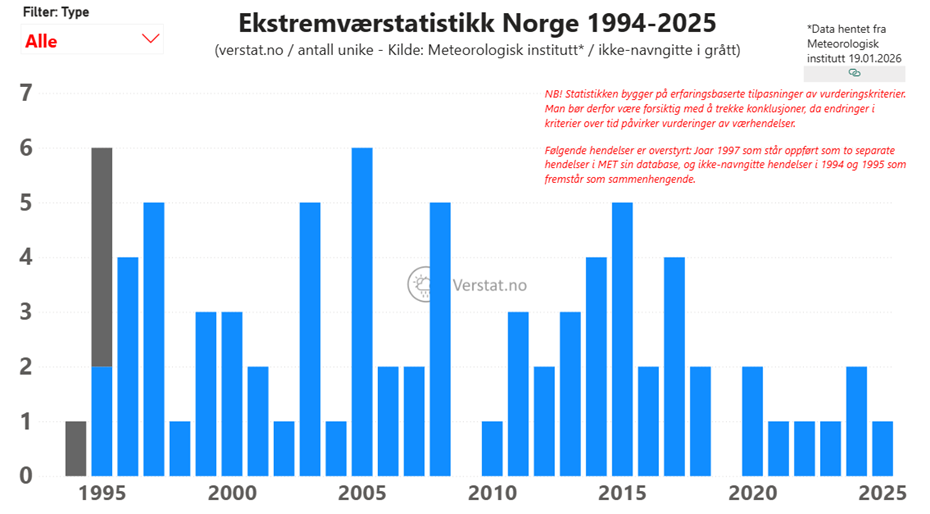 Filter: Type
Alle
Ekstremværstatistikk Norge 1994-2025
(verstat.no / antall unike - Kilde: Meteorologisk institutt* / ikke-navngitte i grått)
*Data hentet fra
Meteorologisk
institutt 19.01.2026
NB! Statistikken bygger på erfaringsbaserte tilpasninger av vurderingskriterier.
Man bør derfor være forsiktig med å trekke konklusjoner, da endringer i
kriterier over tid påvirker vurderinger av værhendelser.
Følgende hendelser er overstyrt: Joar 1997 som står oppført som to separate
hendelser i MET sin database, og ikke-navngitte hendelser i 1994 og 1995 som
fremstår som sammenhengende.
7
6
5
4
3
2
1
0
Verstat.no
1995 2000 2005 2010 2015 2020 2025